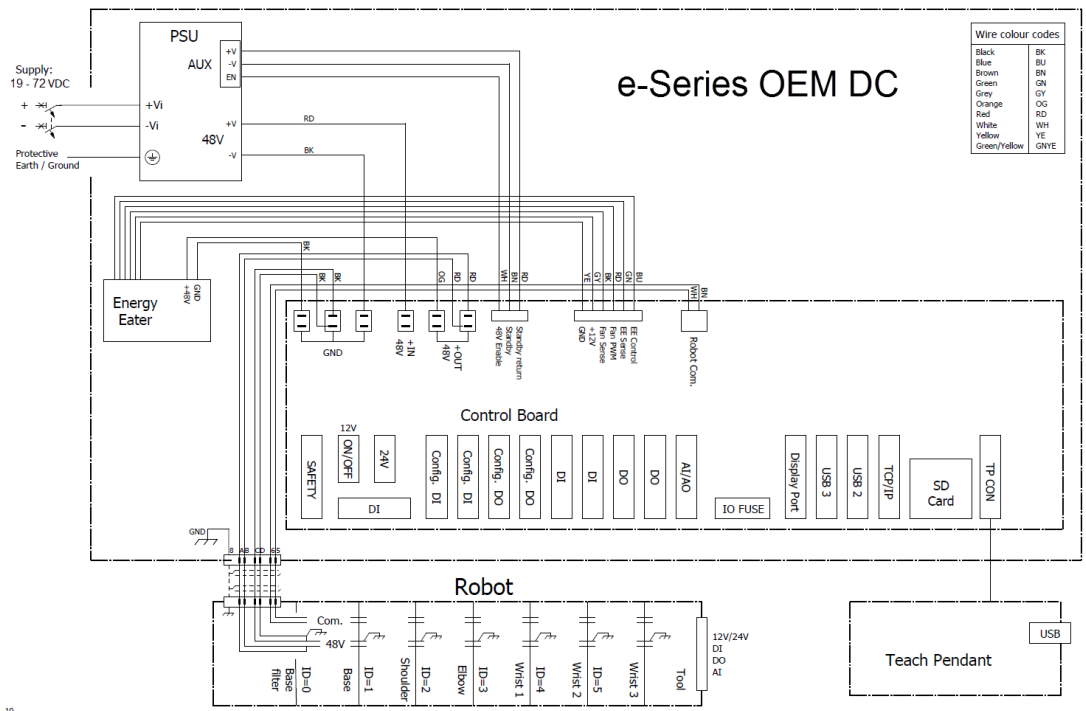 e-Series OEM DC
Wire colour codes
Black BK
Blue BU
Brown BN
Green GN
Grey GY
Orange OG
Red RD
White WH
Yellow YE
Green/Yellow GNYE
PSU
AUX
+V
-V
EN
Supply:
19 - 72 VDC
+
-
+Vi
-Vi
48V
+V
-V
RD
BK
Protective
Earth / Ground
Energy
Eater
+48V
GND
BK
BK
BK
OG
RD
RD
WH
BN
RD
YE
GY
BK
RD
GN
BU
WH
BN
GND
+IN
48V
+OUT
48V
48V Enable
Standby
Standby return
GND
+12V
Fan Sense
Fan PWM
EE Sense
EE Control
Robot Com.
Control Board
SAFETY
12V
ON/OFF
24V
DI
Config. DI
Config. DI
Config. DO
Config. DO
DI
DI
DO
DO
AI/AO
IO FUSE
Display Port
USB 3
USB 2
TCP/IP
SD
Card
TP CON
GND
8 AB CD 6 5
Robot
Com.
48V
Base
filter
ID=0
Base
ID=1
Shoulder
ID=2
Elbow
ID=3
Wrist 1
ID=4
Wrist 2
ID=5
Wrist 3
Tool
12V/24V
DI
DO
AI
Teach Pendant
USB